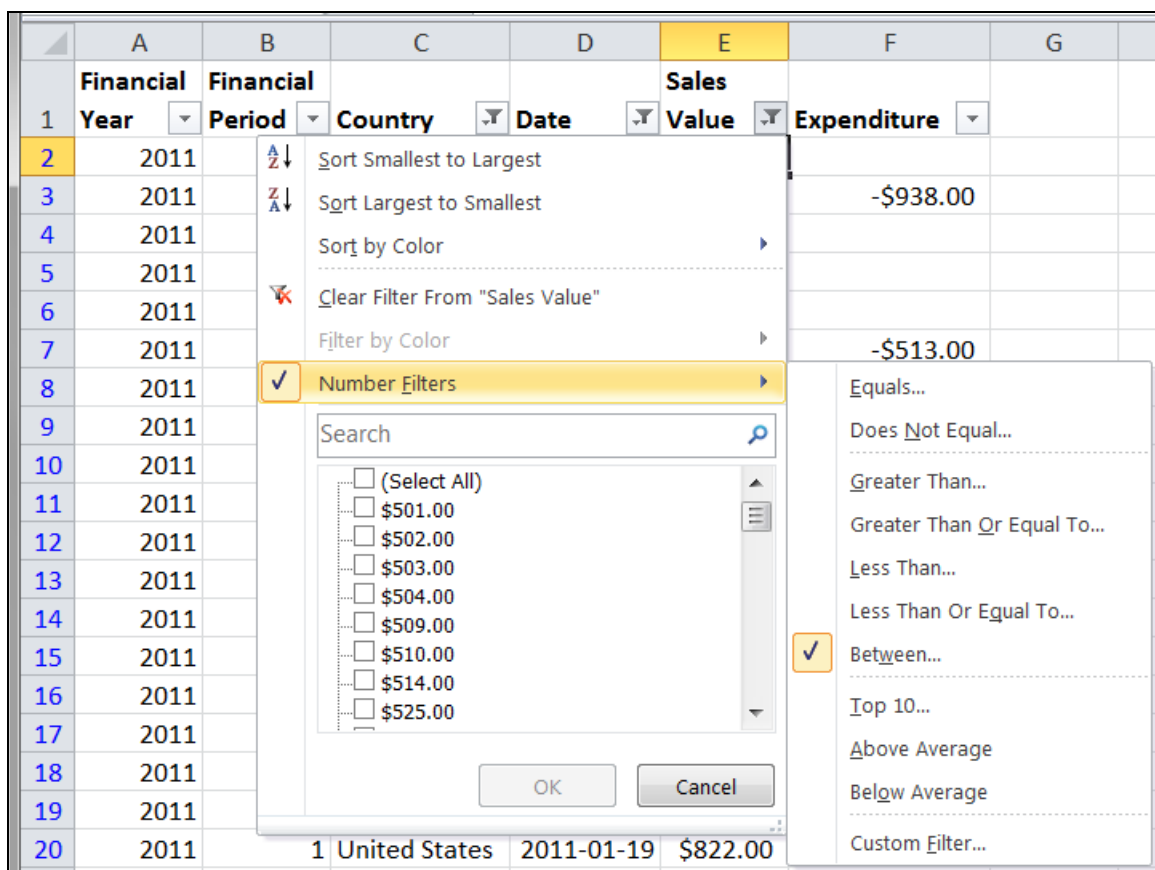 A B C D E F G
Financial Financial Sales
1 Year Period Country Date Value Expenditure
2 2011
3 2011 -$938.00
4 2011
5 2011
6 2011
7 2011 -$513.00
8 2011
9 2011
10 2011
11 2011
12 2011
13 2011
14 2011
15 2011
16 2011
17 2011
18 2011
19 2011
20 2011 1 United States 2011-01-19 $822.00
Sort Smallest to Largest
Sort Largest to Smallest
Sort by Color
Clear Filter From "Sales Value"
Filter by Color
Number Filters
Search
(Select All)
$501.00
$502.00
$503.00
$504.00
$509.00
$510.00
$514.00
$525.00
OK Cancel
Equals...
Does Not Equal...
Greater Than...
Greater Than Or Equal To...
Less Than...
Less Than Or Equal To...
Between...
Top 10...
Above Average
Below Average
Custom Filter...